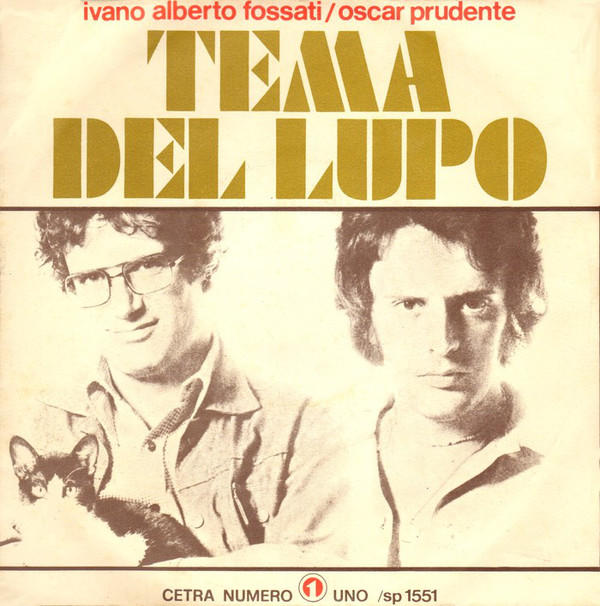 ivano alberto fossati/oscar prudente
TEMA
DEL LUPO
CETRA NUMERO 1 UNO /sp 1551